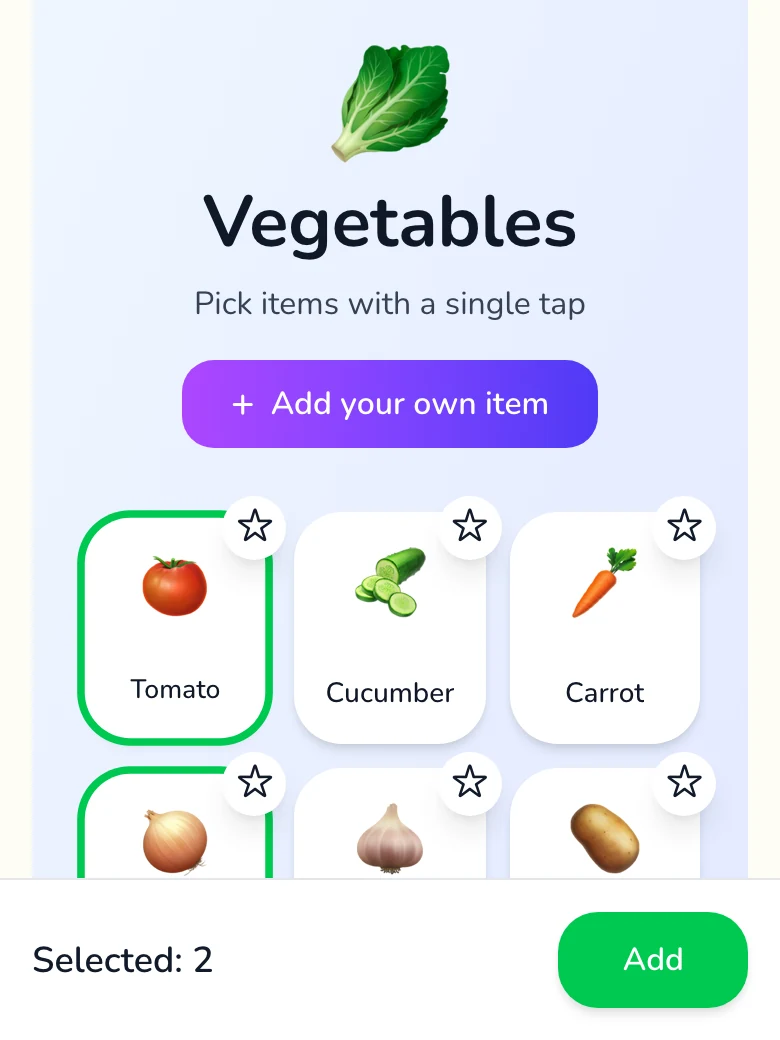 Vegetables
Pick items with a single tap
+ Add your own item
Tomato
Cucumber
Carrot
Selected: 2
Add